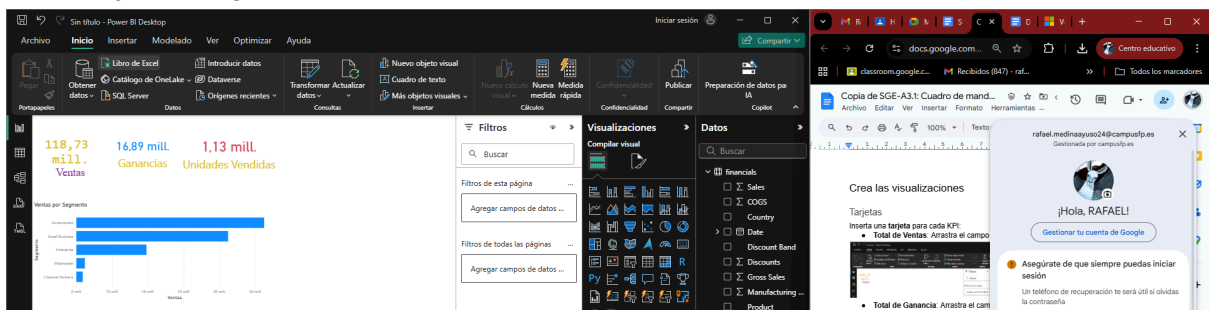 Sin título - Power BI Desktop
Iniciar sesión
Archivo Inicio Insertar Modelado Ver Optimizar Ayuda
Compartir
Pegar
Obtener datos
Libro de Excel
Catálogo de OneLake
SQL Server
Introducir datos
Dataverse
Orígenes recientes
Transformar datos
Actualizar
Nuevo objeto visual
Cuadro de texto
Más objetos visuales
Nuevo cálculo visual
Nueva medida
Medida rápida
Confidencialidad
Publicar
Preparación de datos pa
IA
Portapapeles Datos Consultas Insertar Cálculos Confidencialidad Compartir Copilot
118,73 mill.
Ventas
16,89 mill.
Ganancias
1,13 mill.
Unidades Vendidas
Ventas por Segmento
Segmento
Government
Small Business
Enterprise
Midmarket
Channel Partners
Ventas
Filtros
Buscar
Filtros de esta página ...
Agregar campos de datos ...
Filtros de todas las páginas ...
Agregar campos de datos ...
Visualizaciones
Compilar visual
Datos
Buscar
financials
Sales
COGS
Country
Date
Discount Band
Discounts
Gross Sales
Manufacturing ...
Product
docs.google.com...
Centro educativo
classroom.google.c...
Recibidos (847) - raf...
Todos los marcadores
Copia de SGE-A3.1: Cuadro de mand...
Archivo Editar Ver Insertar Formato Herramientas ...
100%
Texto
Crea las visualizaciones
Tarjetas
Inserta una tarjeta para cada KPI:
Total de Ventas: Arrastra el campo
Total de Ganancia: Arrastra el cam
rafael.medinaayuso24@campusfp.es
Gestionada por campusfp.es
¡Hola, RAFAEL!
Gestionar tu cuenta de Google
Asegúrate de que siempre puedas iniciar
sesión
Un teléfono de recuperación te será útil si olvidas
la contraseña